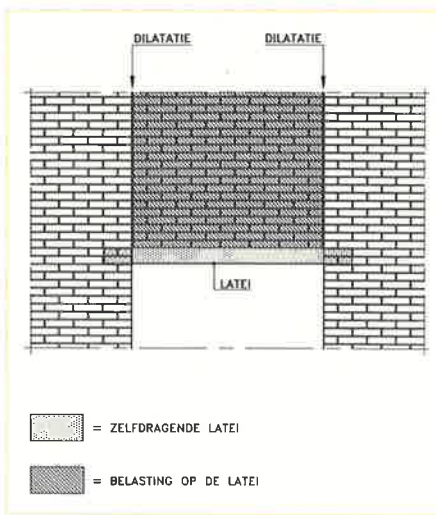 DILATATIE DILATATIE
LATEI
= ZELFDRAGENDE LATEI
= BELASTING OP DE LATEI